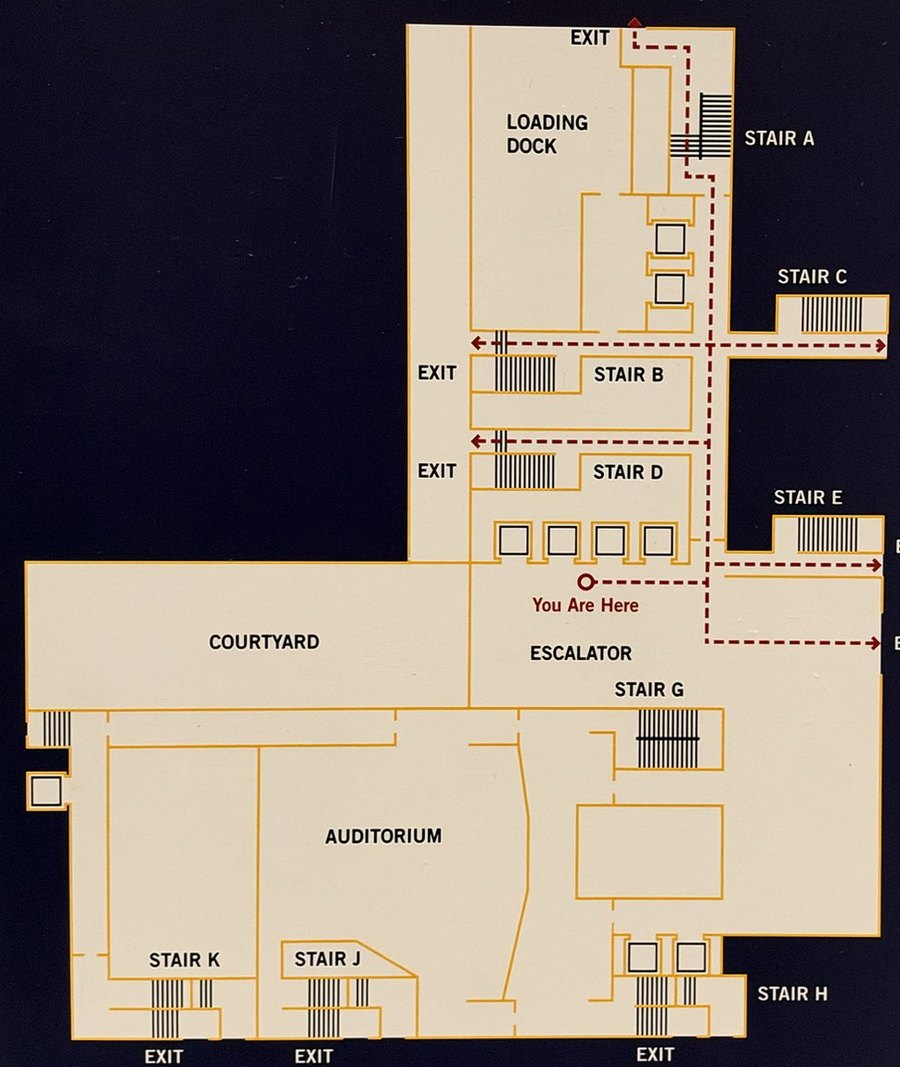 EXIT
LOADING
DOCK
STAIR A
STAIR C
EXIT
STAIR B
EXIT
STAIR D
STAIR E
E
You Are Here
COURTYARD
ESCALATOR
E
STAIR G
AUDITORIUM
STAIR K
STAIR J
STAIR H
EXIT
EXIT
EXIT